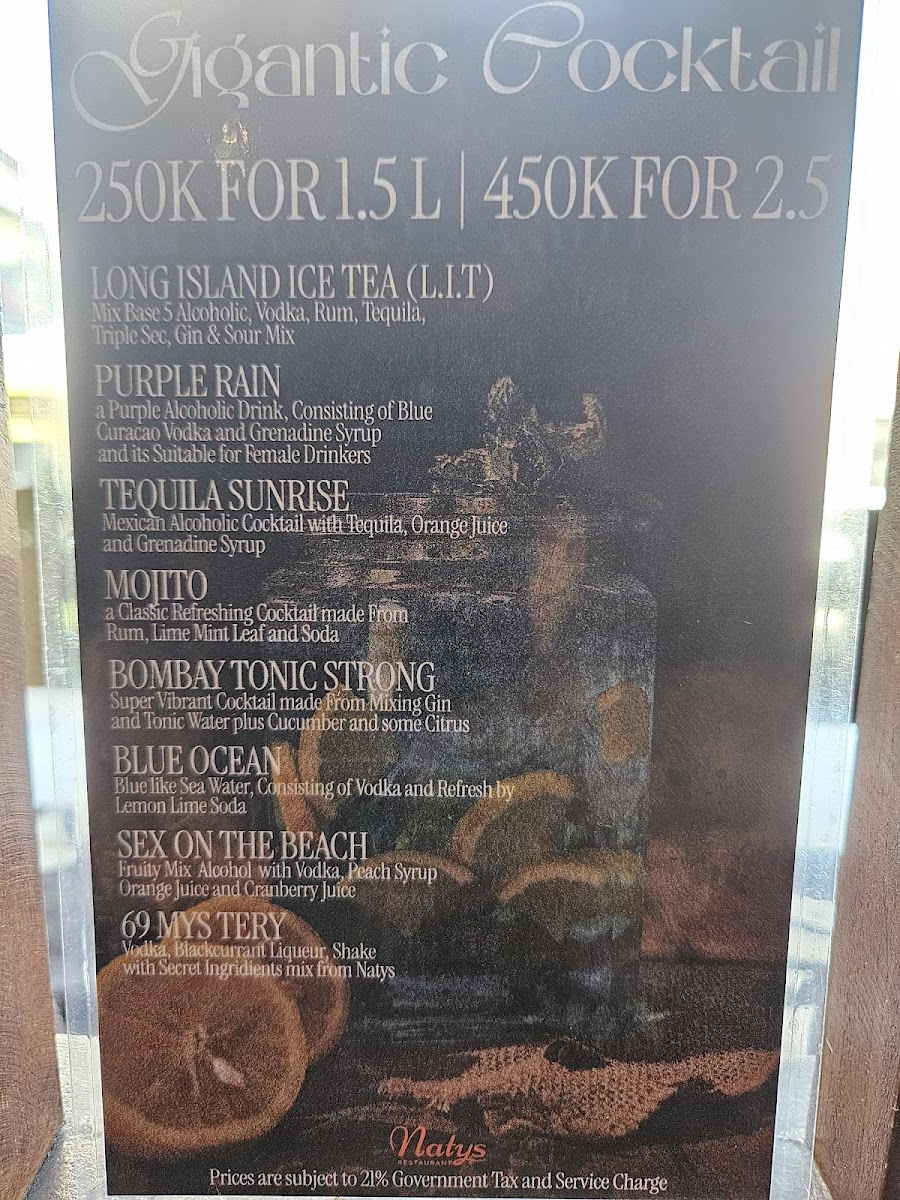 Gigantic Cocktail
250K FOR 1.5 L | 450K FOR 2.5
LONG ISLAND ICE TEA (L.I.T)
Mix Base 5 Alcoholic, Vodka, Rum, Tequila,
Triple Sec, Gin & Sour Mix
PURPLE RAIN
a Purple Alcoholic Drink, Consisting of Blue
Curacao Vodka and Grenadine Syrup
and its Suitable for Female Drinkers
TEQUILA SUNRISE
Mexican Alcoholic Cocktail with Tequila, Orange Juice
and Grenadine Syrup
MOJITO
a Classic Refreshing Cocktail made From
Rum, Lime Mint Leaf and Soda
BOMBAY TONIC STRONG
Super Vibrant Cocktail made From Mixing Gin
and Tonic Water plus Cucumber and some Citrus
BLUE OCEAN
Blue like Sea Water, Consisting of Vodka and Refresh by
Lemon Lime Soda
SEX ON THE BEACH
Fruity Mix Alcohol with Vodka, Peach Syrup
Orange Juice and Cranberry Juice
69 MYS TERY
Vodka, Blackcurrant Liqueur, Shake
with Secret Ingridients mix from Natys
Natys
RESTAURANT
Prices are subject to 21% Government Tax and Service Charge